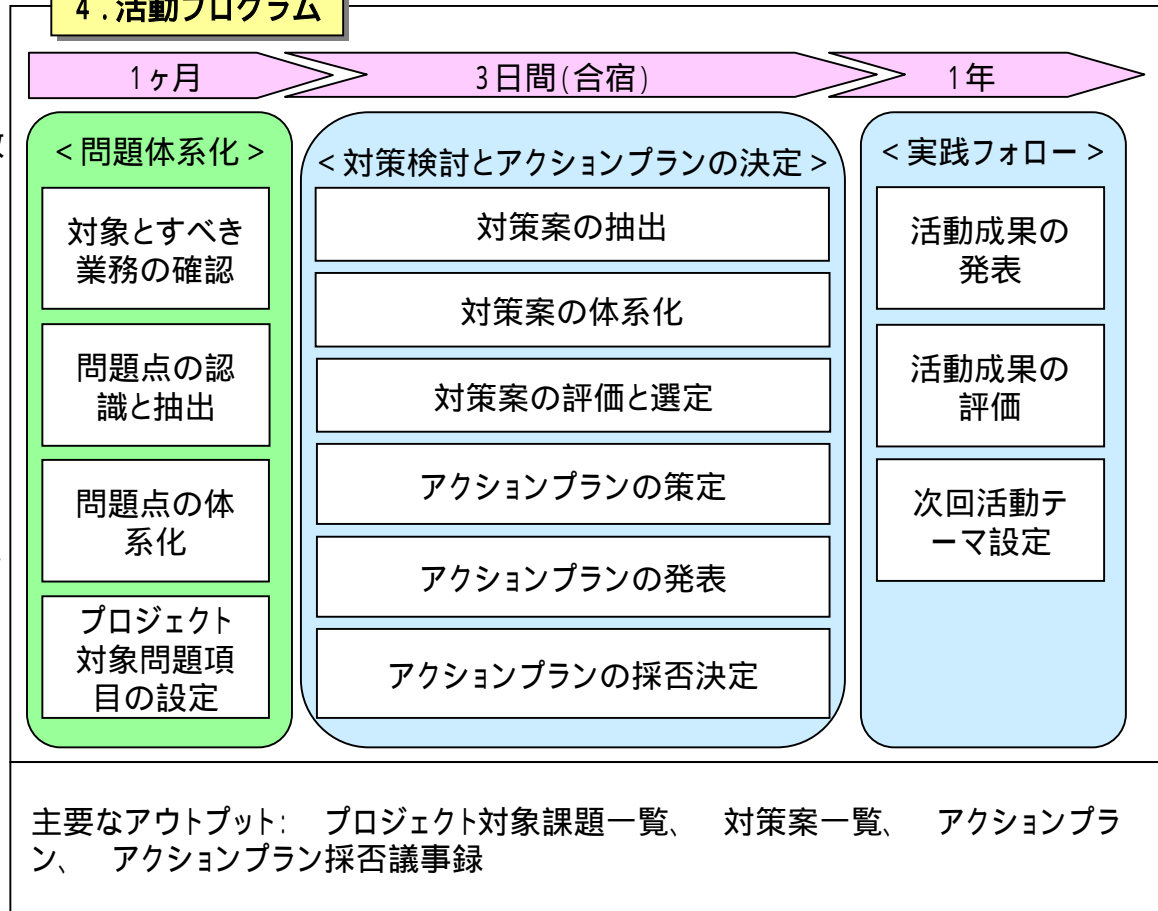 4．活動プログラム
1ヶ月
3日間(合宿)
1年
<問題体系化>
対象とすべき
業務の確認
問題点の認
識と抽出
問題点の体
系化
プロジェクト
対象問題項
目の設定
<対策検討とアクションプランの決定>
対策案の抽出
対策案の体系化
対策案の評価と選定
アクションプランの策定
アクションプランの発表
アクションプランの採否決定
<実践フォロー>
活動成果の
発表
活動成果の
評価
次回活動テ
ーマ設定
主要なアウトプット:　プロジェクト対象課題一覧、　対策案一覧、　アクションプラ
ン、　アクションプラン採否議事録